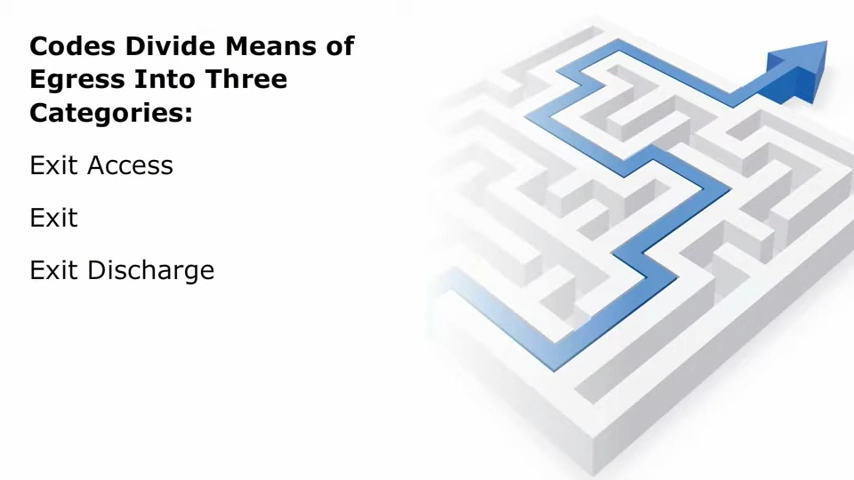 Codes Divide Means of
Egress Into Three
Categories:
Exit Access
Exit
Exit Discharge